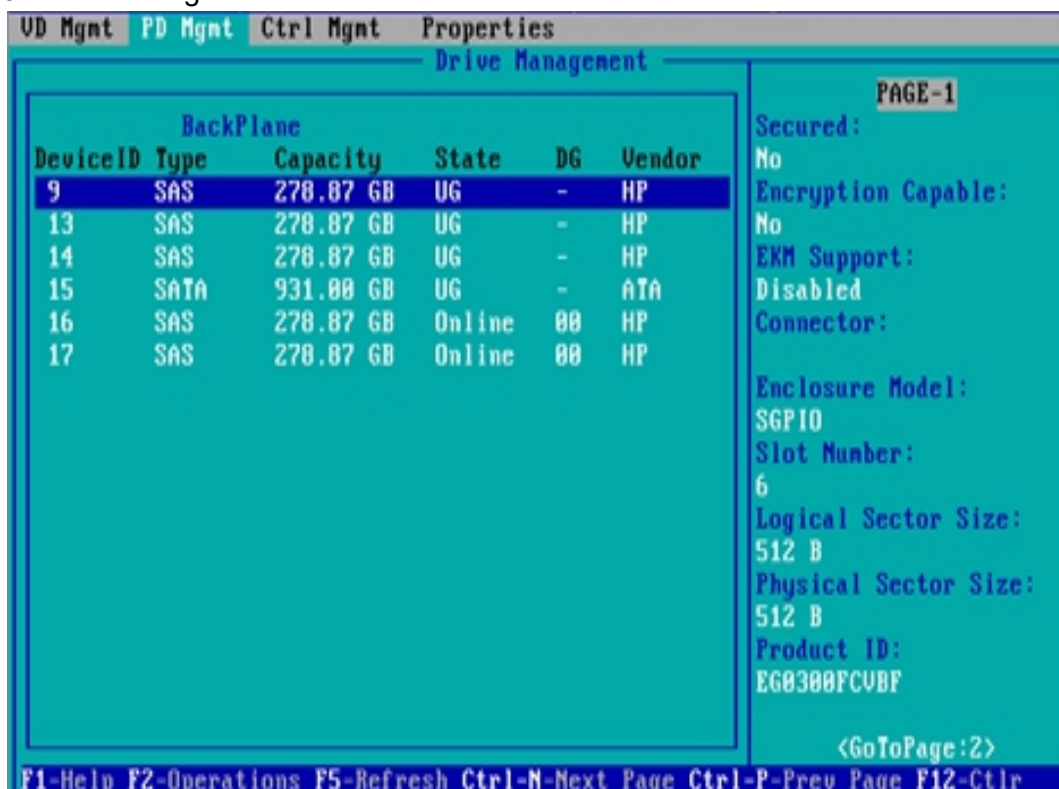 VD Mgmt PD Mgmt Ctrl Mgmt Properties
Drive Management
BackPlane
DeviceID Type Capacity State DG Vendor
9 SAS 278.87 GB UG - HP
13 SAS 278.87 GB UG - HP
14 SAS 278.87 GB UG - HP
15 SATA 931.00 GB UG - ATA
16 SAS 278.87 GB Online 00 HP
17 SAS 278.87 GB Online 00 HP
PAGE-1
Secured:
No
Encryption Capable:
No
EKM Support:
Disabled
Connector:
Enclosure Model:
SGPIO
Slot Number:
6
Logical Sector Size:
512 B
Physical Sector Size:
512 B
Product ID:
EG0300FCVBF
<GoToPage:2>
F1-Help F2-Operations F5-Refresh Ctrl-N-Next Page Ctrl-P-Prev Page F12-Ctlr